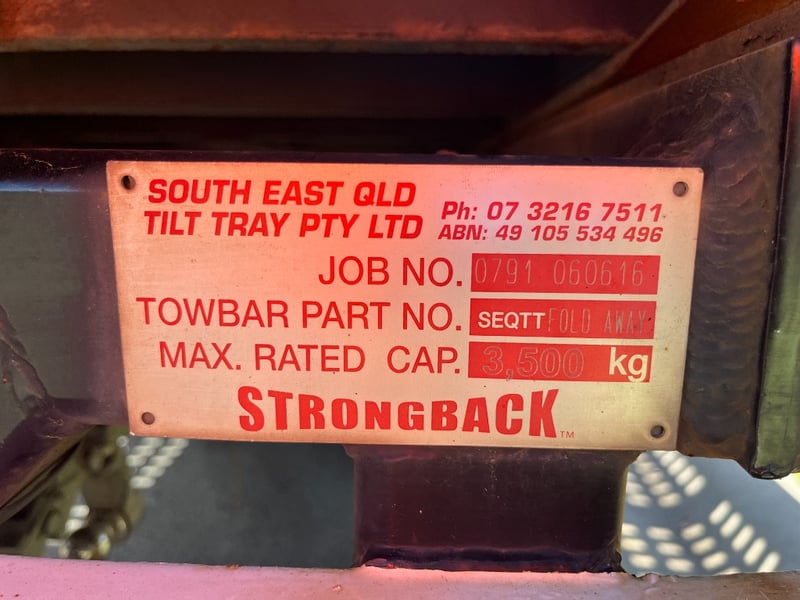 SOUTH EAST QLD
TILT TRAY PTY LTD
Ph: 07 3216 7511
ABN: 49 105 534 496
JOB NO. 0791 060616
TOWBAR PART NO. SEQTT FOLD AWAY
MAX. RATED CAP. 3,500 kg
STRONGBACK™